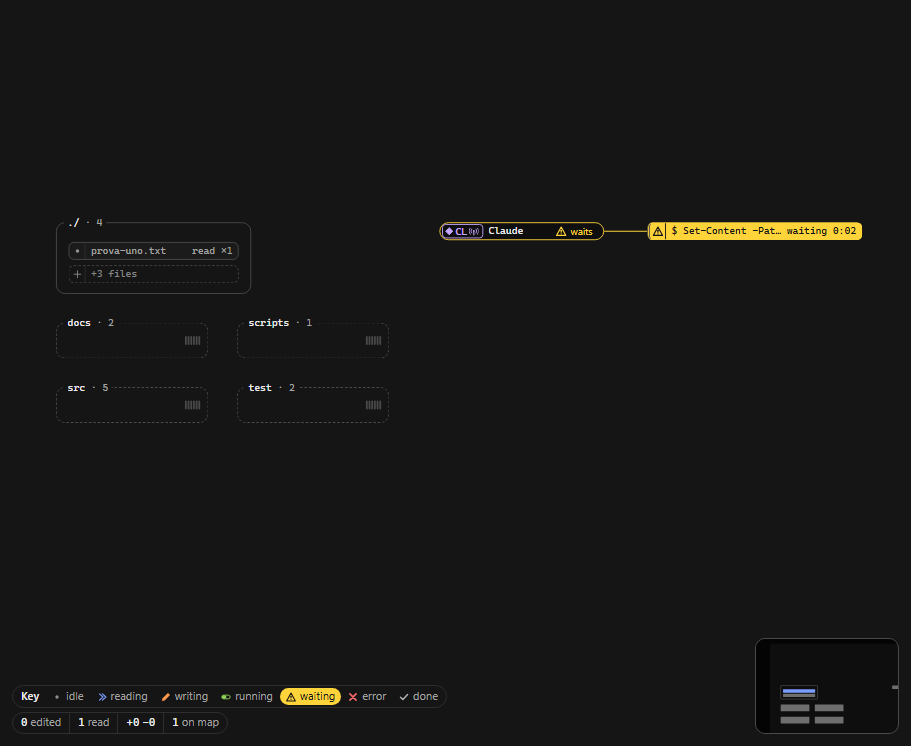 ./ · 4
prova-uno.txt read ×1
+3 files
CL Claude waits
$ Set-Content -Pat… waiting 0:02
docs · 2
scripts · 1
src · 5
test · 2
Key idle reading writing running waiting error done
0 edited 1 read +0 −0 1 on map